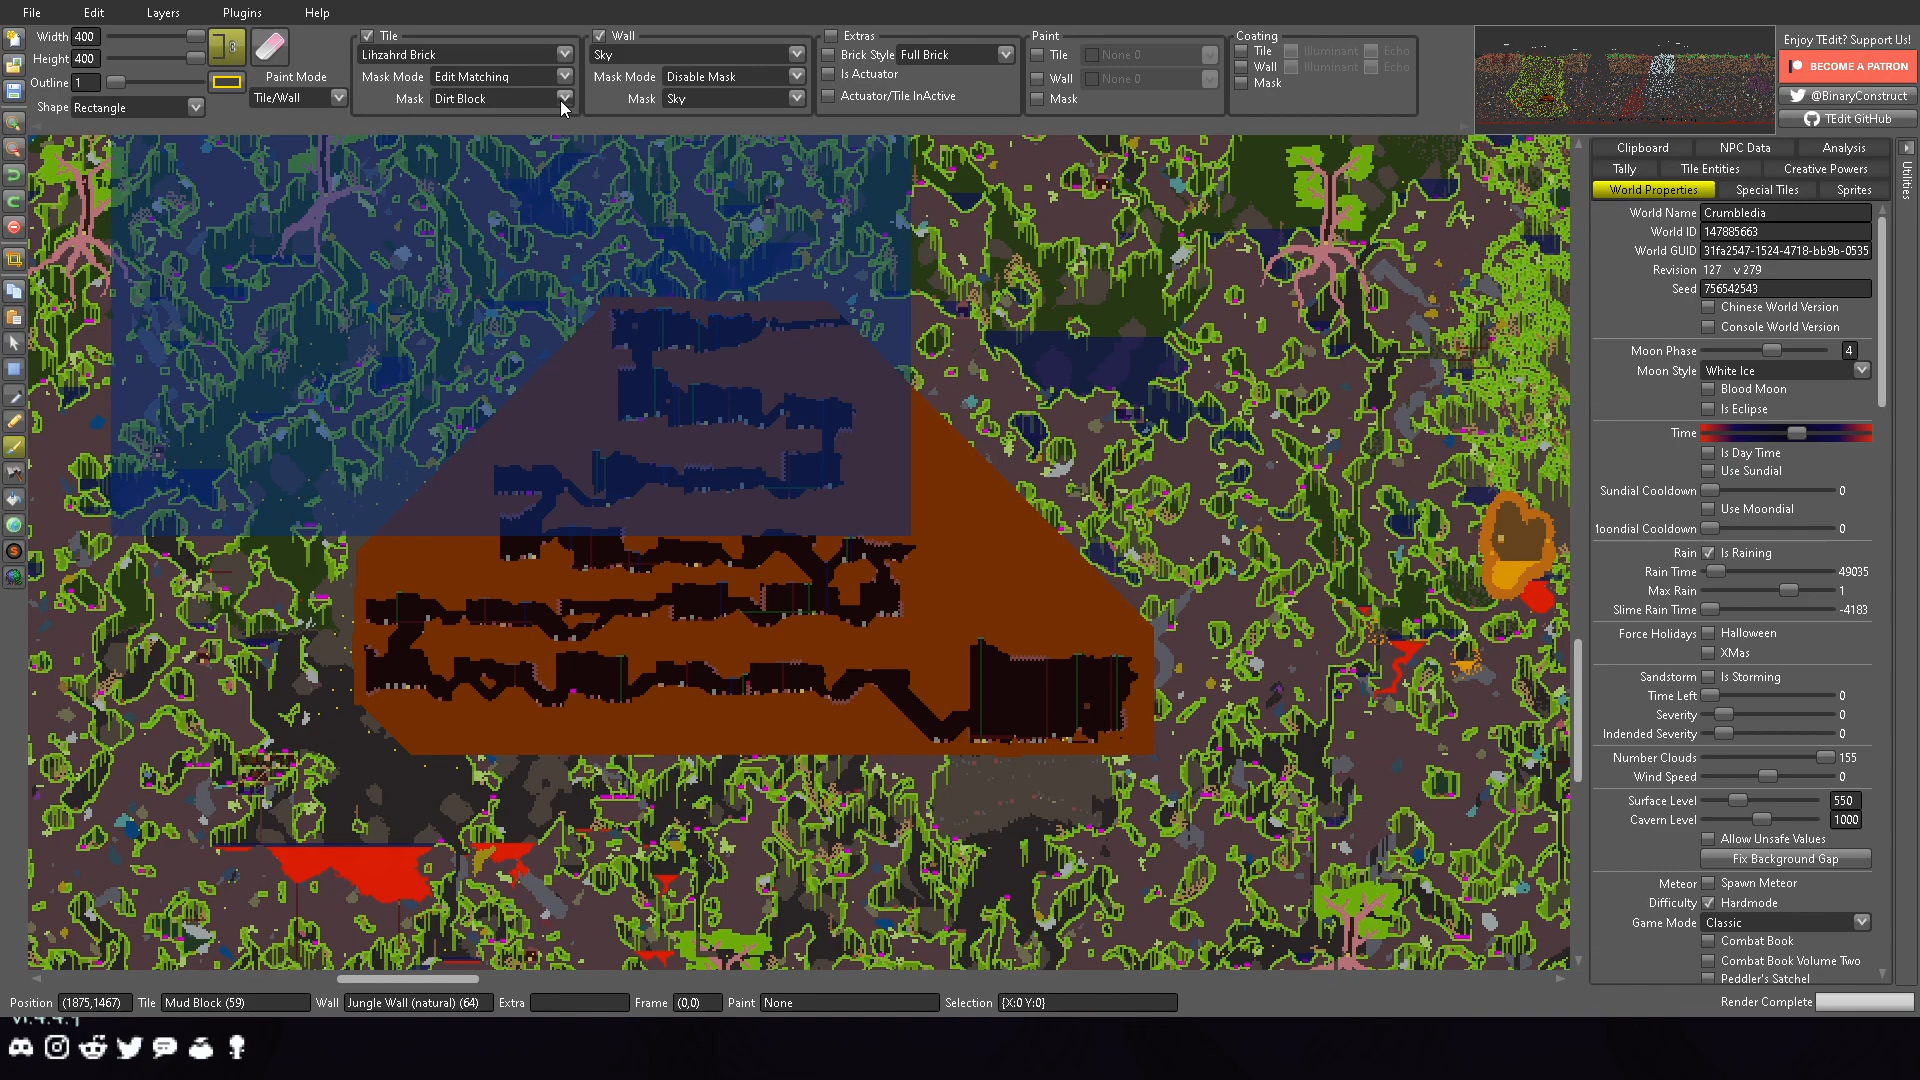 File Edit Layers Plugins Help
Width 400
Height 400
Outline 1
Shape Rectangle
Paint Mode
Tile/Wall
Tile
Lihzahrd Brick
Mask Mode Edit Matching
Mask Dirt Block
Wall
Sky
Mask Mode Disable Mask
Mask Sky
Extras
Brick Style Full Brick
Is Actuator
Actuator/Tile InActive
Paint
Tile None 0
Wall None 0
Mask
Coating
Tile Illuminant Echo
Wall Illuminant Echo
Mask
Enjoy TEdit? Support Us!
BECOME A PATRON
@BinaryConstruct
TEdit GitHub
Clipboard NPC Data Analysis
Tally Tile Entities Creative Powers
World Properties Special Tiles Sprites
Utilities
World Name Crumbledia
World ID 147885663
World GUID 31fa2547-1524-4718-bb9b-0535
Revision 127 v 279
Seed 756542543
Chinese World Version
Console World Version
Moon Phase 4
Moon Style White Ice
Blood Moon
Is Eclipse
Time
Is Day Time
Use Sundial
Sundial Cooldown 0
Use Moondial
Moondial Cooldown 0
Rain Is Raining
Rain Time 49035
Max Rain 1
Slime Rain Time -4183
Force Holidays Halloween
XMas
Sandstorm Is Storming
Time Left 0
Severity 0
Indended Severity 0
Number Clouds 155
Wind Speed 0
Surface Level 550
Cavern Level 1000
Allow Unsafe Values
Fix Background Gap
Meteor Spawn Meteor
Difficulty Hardmode
Game Mode Classic
Combat Book
Combat Book Volume Two
Peddler's Satchel
Position (1875,1467) Tile Mud Block (59) Wall Jungle Wall (natural) (64) Extra Frame (0,0) Paint None Selection {X:0 Y:0}
Render Complete
v1.4.4.9